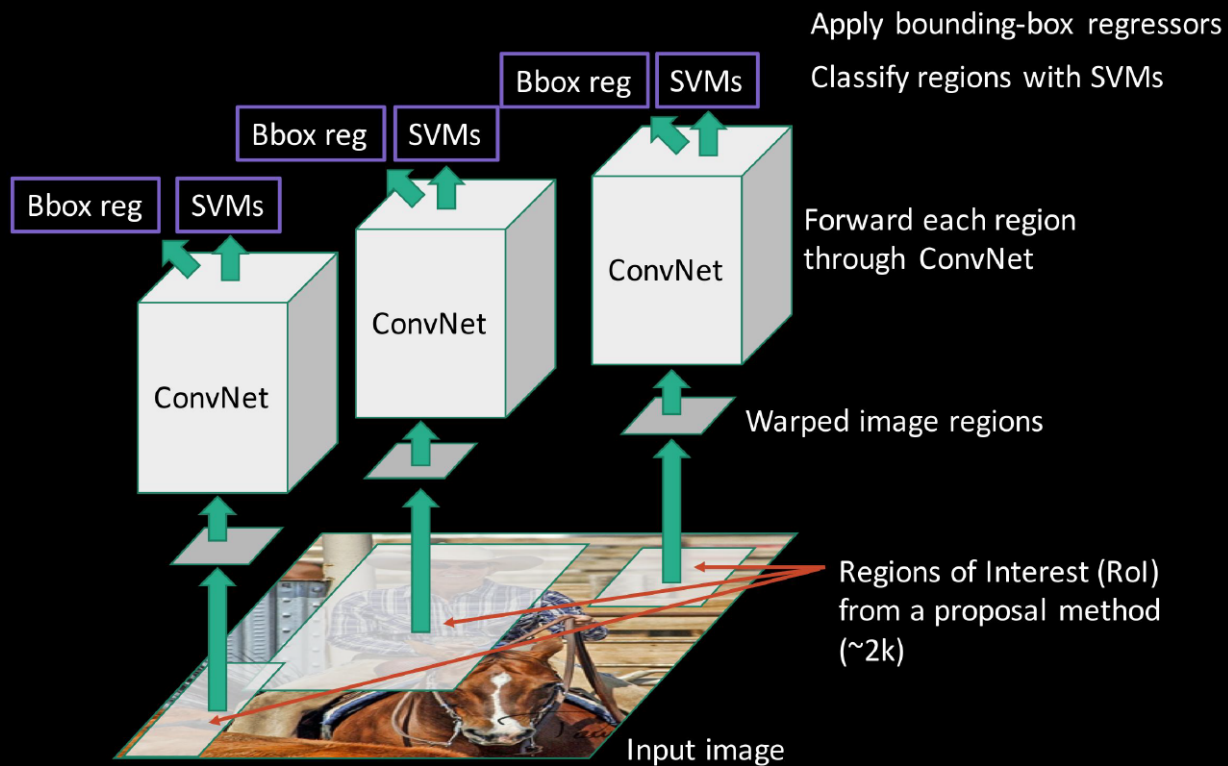 Apply bounding-box regressors
Bbox reg
SVMs
Classify regions with SVMs
Bbox reg
SVMs
Bbox reg
SVMs
Forward each region
through ConvNet
ConvNet
ConvNet
ConvNet
Warped image regions
Regions of Interest (RoI)
from a proposal method
(~2k)
Input image